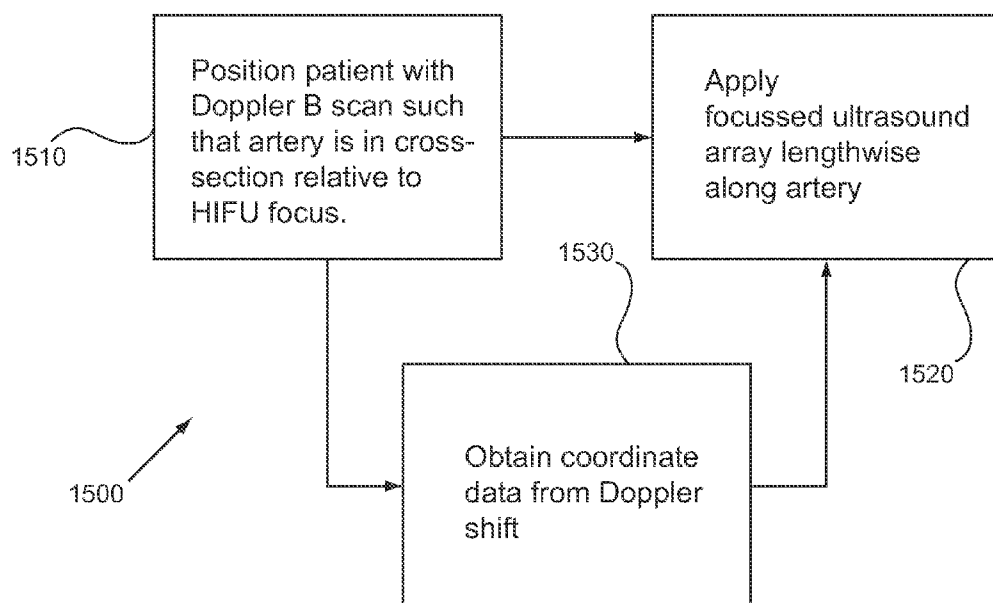 Position patient with
Doppler B scan such
that artery is in cross-
section relative to
HIFU focus.
1510
Apply
focussed ultrasound
array lengthwise
along artery
1520
1530
Obtain coordinate
data from Doppler
shift
1500